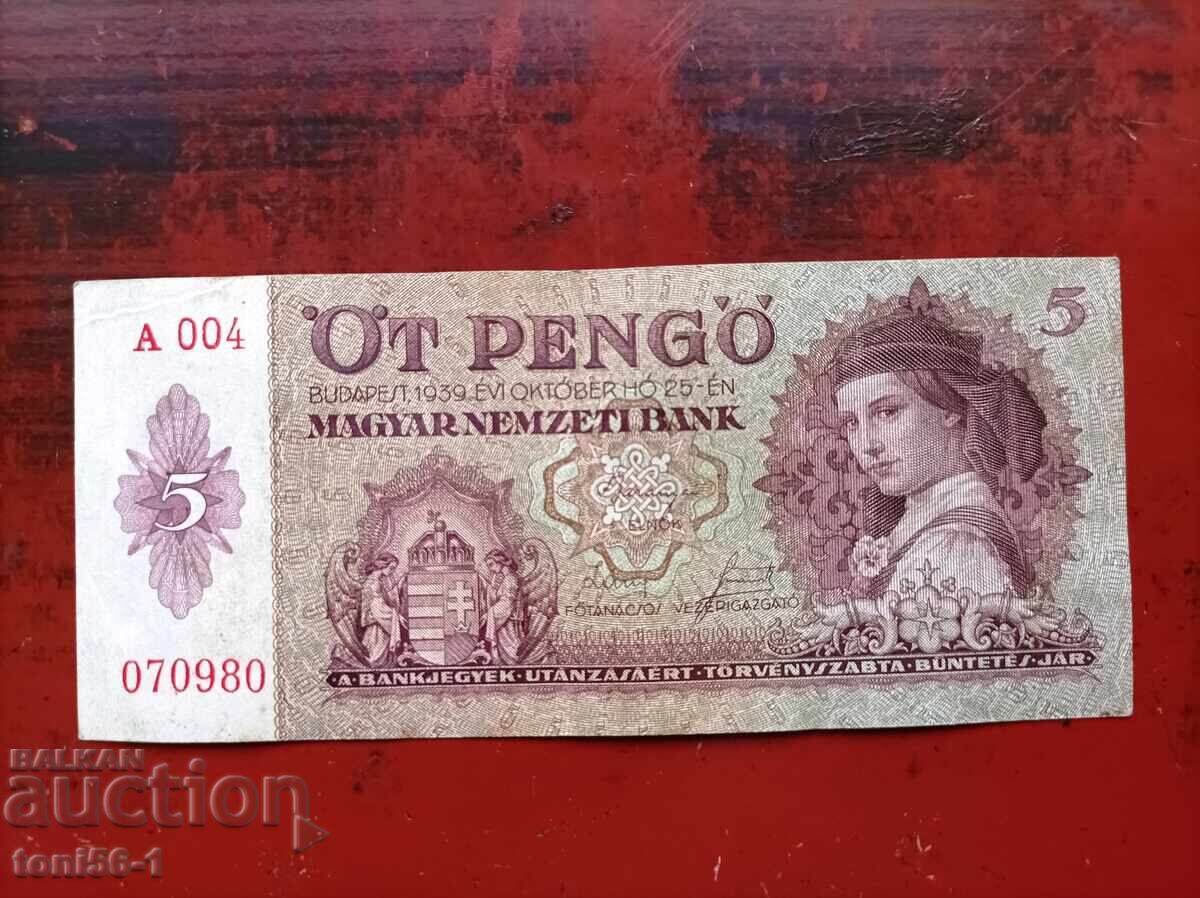 A 004
5
070980
ÖT PENGŐ
BUDAPEST, 1939. ÉVI OKTÓBER HÓ 25-ÉN
MAGYAR NEMZETI BANK
ELNÖK
FŐTANÁCSOS VEZÉRIGAZGATÓ
5
A BANKJEGYEK UTÁNZÁSÁÉRT TÖRVÉNYSZABTA BÜNTETÉS JÁR
BALKAN
auction
toni56-1